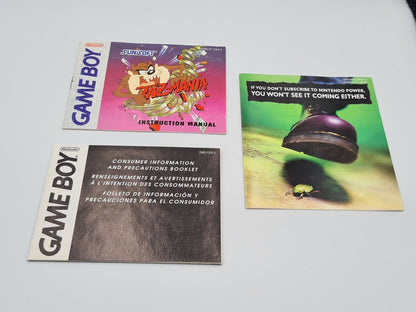 Nintendo
GAME BOY
SUNSOFT
TAZ-MANIA
INSTRUCTION MANUAL
IF YOU DON'T SUBSCRIBE TO NINTENDO POWER,
YOU WON'T SEE IT COMING EITHER.
Nintendo
GAME BOY
CONSUMER INFORMATION
AND PRECAUTIONS BOOKLET
RENSEIGNEMENTS ET AVERTISSEMENTS
À L'INTENTION DES CONSOMMATEURS
FOLLETO DE INFORMACIÓN Y
PRECAUCIONES PARA EL CONSUMIDOR